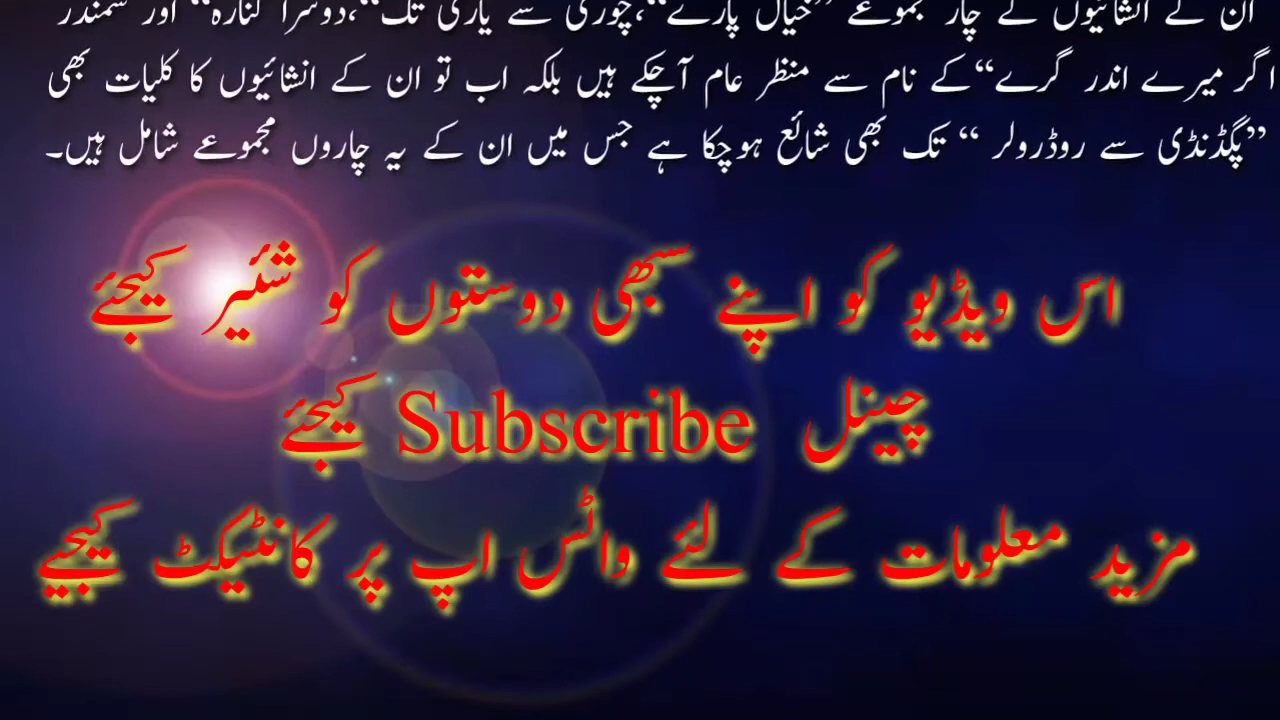 ان کے انشائیوں کے چار مجموعے ”خیال پارے“،چوری سے یاری تک“،دوسرا کنارہ“ اور سمندر
اگر میرے اندر گرے“کے نام سے منظر عام آچکے ہیں بلکہ اب تو ان کے انشائیوں کا کلیات بھی
”پگڈنڈی سے روڈرولر “ تک بھی شائع ہوچکا ہے جس میں ان کے یہ چاروں مجموعے شامل ہیں۔
اس ویڈیو کو اپنے سبھی دوستوں کو شئیر کیجئے
چینل Subscribe کیجئے
مزید معلومات کے لئے واٹس اپ پر کانٹیکٹ کیجیے